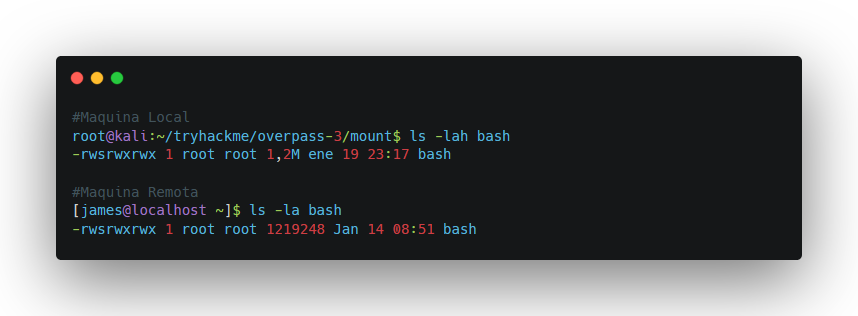 #Maquina Local
root@kali:~/tryhackme/overpass-3/mount$ ls -lah bash
-rwsrwxrwx 1 root root 1,2M ene 19 23:17 bash
#Maquina Remota
[james@localhost ~]$ ls -la bash
-rwsrwxrwx 1 root root 1219248 Jan 14 08:51 bash